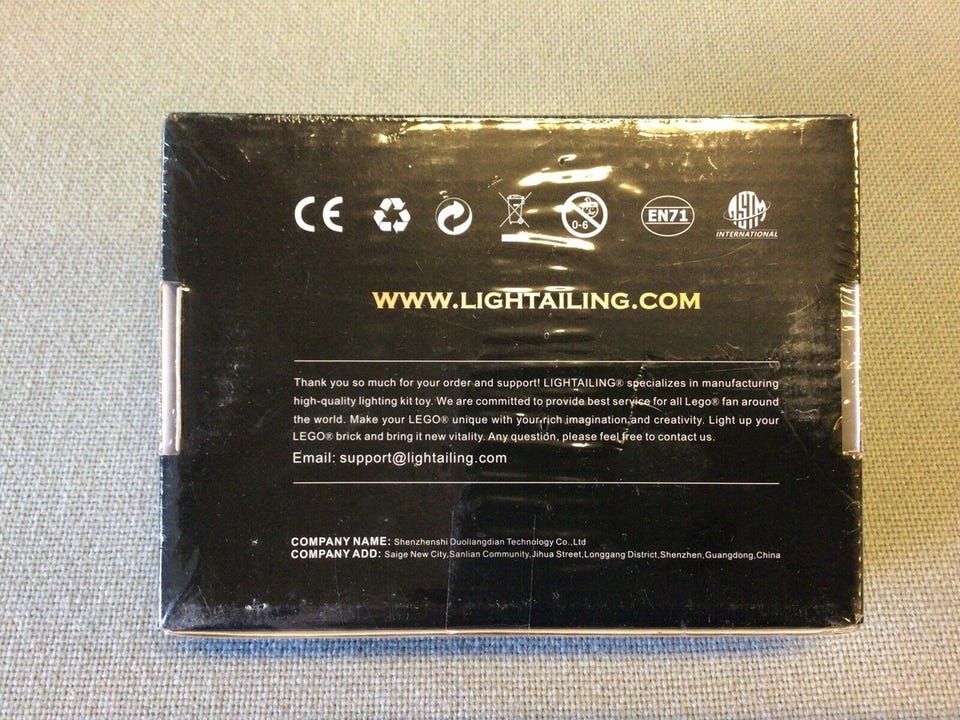 CE
0-6
EN71
ASTM
INTERNATIONAL
WWW.LIGHTAILING.COM
Thank you so much for your order and support! LIGHTAILING® specializes in manufacturing
high-quality lighting kit toy. We are committed to provide best service for all Lego® fan around
the world. Make your LEGO® unique with your rich imagination and creativity. Light up your
LEGO® brick and bring it new vitality. Any question, please feel free to contact us.
Email: support@lightailing.com
COMPANY NAME: Shenzhenshi Duoliangdian Technology Co.,Ltd
COMPANY ADD: Saige New City,Sanlian Community,Jihua Street,Longgang District,Shenzhen,Guangdong,China